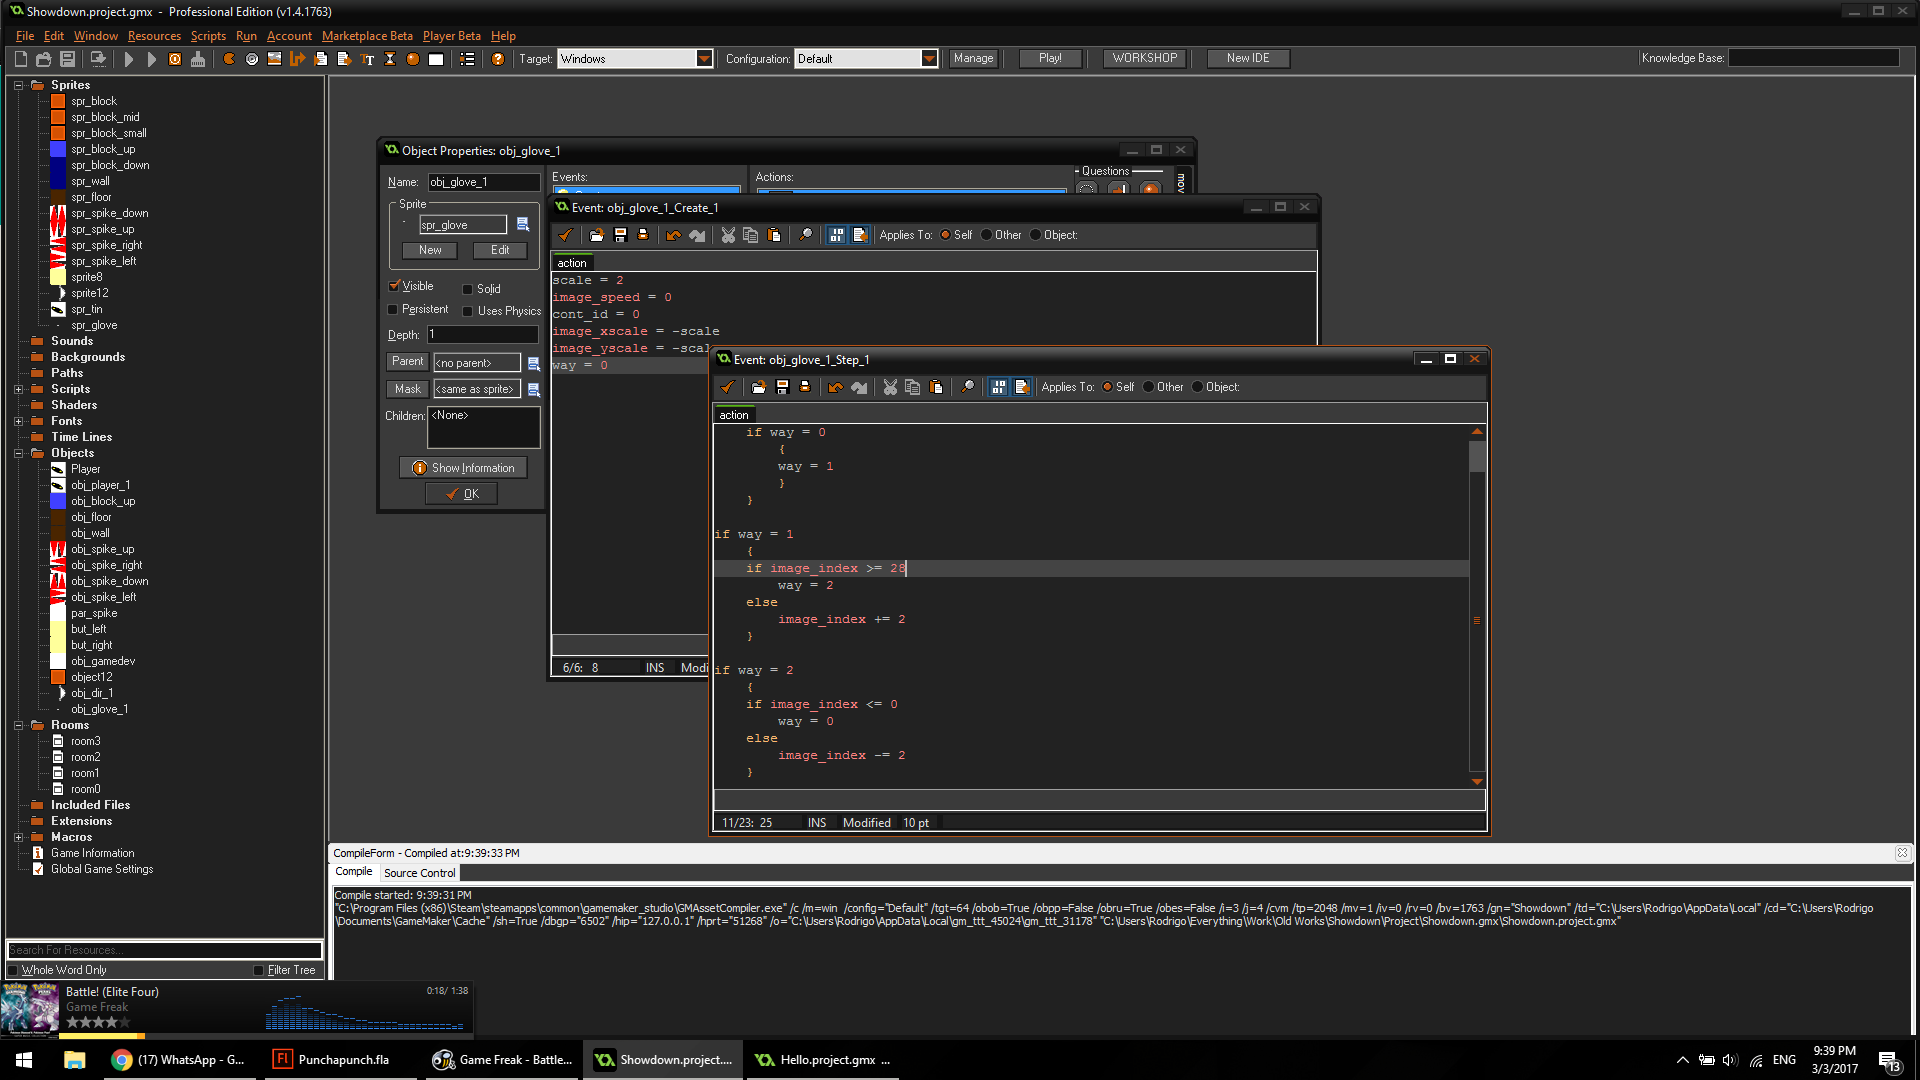 Showdown.project.gmx - Professional Edition (v1.4.1763)
File Edit Window Resources Scripts Run Account Marketplace Beta Player Beta Help
Target: Windows Configuration: Default Manage Play! WORKSHOP New IDE Knowledge Base:
Sprites
spr_block
spr_block_mid
spr_block_small
spr_block_up
spr_block_down
spr_wall
spr_floor
spr_spike_down
spr_spike_up
spr_spike_right
spr_spike_left
sprite8
sprite12
spr_tin
spr_glove
Sounds
Backgrounds
Paths
Scripts
Shaders
Fonts
Time Lines
Objects
Player
obj_player_1
obj_block_up
obj_floor
obj_wall
obj_spike_up
obj_spike_right
obj_spike_down
obj_spike_left
par_spike
but_left
but_right
obj_gamedev
object12
obj_dir_1
obj_glove_1
Rooms
room3
room2
room1
room0
Included Files
Extensions
Macros
Game Information
Global Game Settings
Search For Resources...
Whole Word Only Filter Tree
Object Properties: obj_glove_1
Name: obj_glove_1
Sprite
spr_glove
New Edit
Visible Solid
Persistent Uses Physics
Depth: 1
Parent <no parent>
Mask <same as sprite>
Children: <None>
Show Information
OK
Events:
Actions:
Questions
move
Event: obj_glove_1_Create_1
Applies To: Self Other Object:
action
scale = 2
image_speed = 0
cont_id = 0
image_xscale = -scale
image_yscale = -scal
way = 0
6/6: 8 INS Modi
Event: obj_glove_1_Step_1
Applies To: Self Other Object:
action
if way = 0
{
way = 1
}
}
if way = 1
{
if image_index >= 28
way = 2
else
image_index += 2
}
if way = 2
{
if image_index <= 0
way = 0
else
image_index -= 2
}
11/23: 25 INS Modified 10 pt
CompileForm - Compiled at:9:39:33 PM
Compile Source Control
Compile started: 9:39:31 PM
"C:\Program Files (x86)\Steam\steamapps\common\gamemaker_studio\GMAssetCompiler.exe" /c /m=win /config="Default" /tgt=64 /obob=True /obpp=False /obru=True /obes=False /i=3 /j=4 /cvm /tp=2048 /mv=1 /iv=0 /rv=0 /bv=1763 /gn="Showdown" /td="C:\Users\Rodrigo\AppData\Local" /cd="C:\Users\Rodrigo
\Documents\GameMaker\Cache" /sh=True /dbgp="6502" /hip="127.0.0.1" /hprt="51268" /o="C:\Users\Rodrigo\AppData\Local\gm_ttt_45024\gm_ttt_31178" "C:\Users\Rodrigo\Everything\Work\Old Works\Showdown\Project\Showdown.gmx\Showdown.project.gmx"
Battle! (Elite Four) 0:18/ 1:38
Game Freak
(17) WhatsApp - G... Punchapunch.fla Game Freak - Battle... Showdown.project.... Hello.project.gmx ...
ENG
9:39 PM
3/3/2017
13